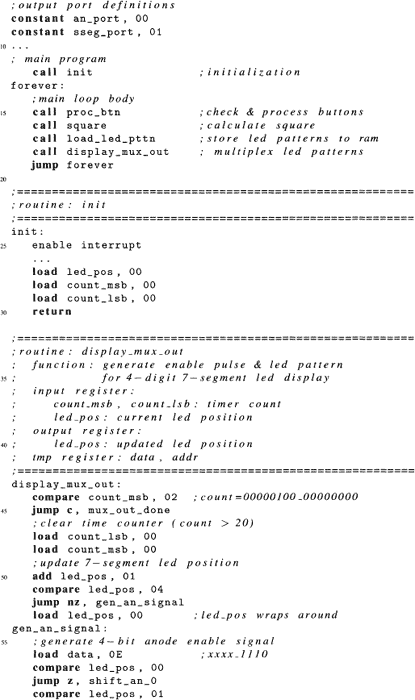 ;output port definitions
constant an_port, 00
constant sseg_port, 01
10 ...
; main program
call init ;initialization
forever:
;main loop body
15 call proc_btn ;check & process buttons
call square ;calculate square
call load_led_pttn ;store led patterns to ram
call display_mux_out ; multiplex led patterns
jump forever
20
;=========================================================
;routine: init
;=========================================================
init:
25 enable interrupt
...
load led_pos, 00
load count_msb, 00
load count_lsb, 00
30 return
;=========================================================
;routine: display_mux_out
; function: generate enable pulse & led pattern
35 ; for 4-digit 7-segment led display
; input register:
; count_msb, count_lsb: timer count
; led_pos: current led position
; output register:
40 ; led_pos: updated led position
; tmp register: data, addr
;=========================================================
display_mux_out:
compare count_msb, 02 ;count=00000100_00000000
45 jump c, mux_out_done
;clear time counter (count > 20)
load count_lsb, 00
load count_msb, 00
;update 7-segment led position
50 add led_pos, 01
compare led_pos, 04
jump nz, gen_an_signal
load led_pos, 00 ;led_pos wraps around
gen_an_signal:
55 ;generate 4-bit anode enable signal
load data, 0E ;xxxx_1110
compare led_pos, 00
jump z, shift_an_0
compare led_pos, 01